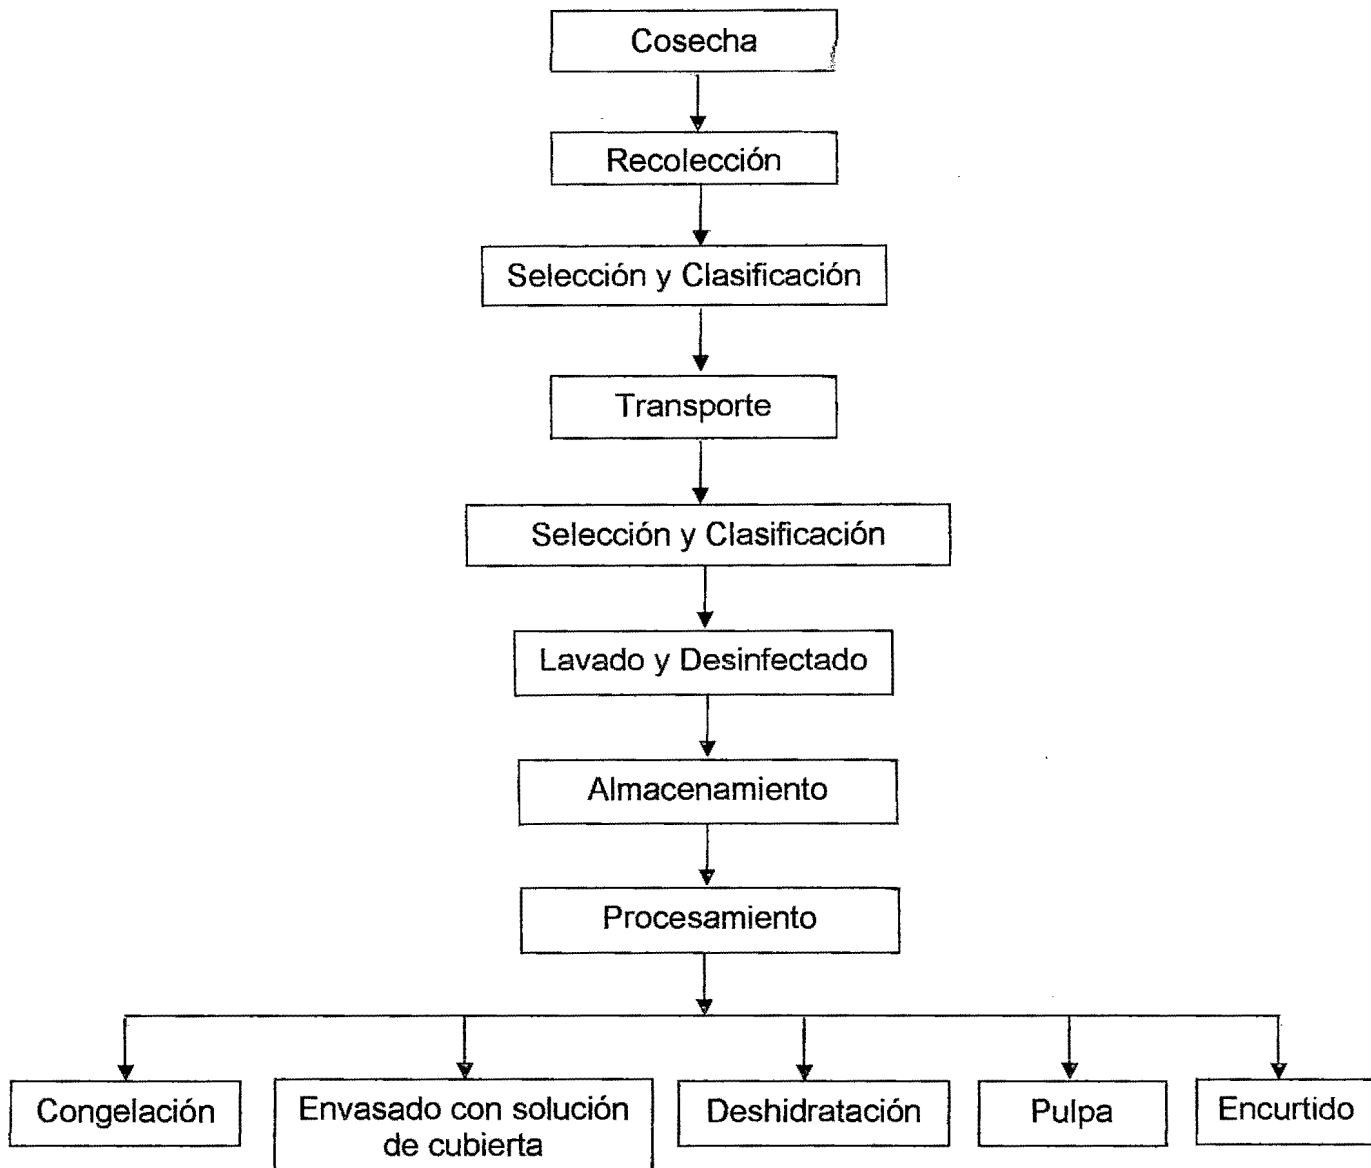 Cosecha
Recolección
Selección y Clasificación
Transporte
Selección y Clasificación
Lavado y Desinfectado
Almacenamiento
Procesamiento
Congelación
Envasado con solución
de cubierta
Deshidratación
Pulpa
Encurtido